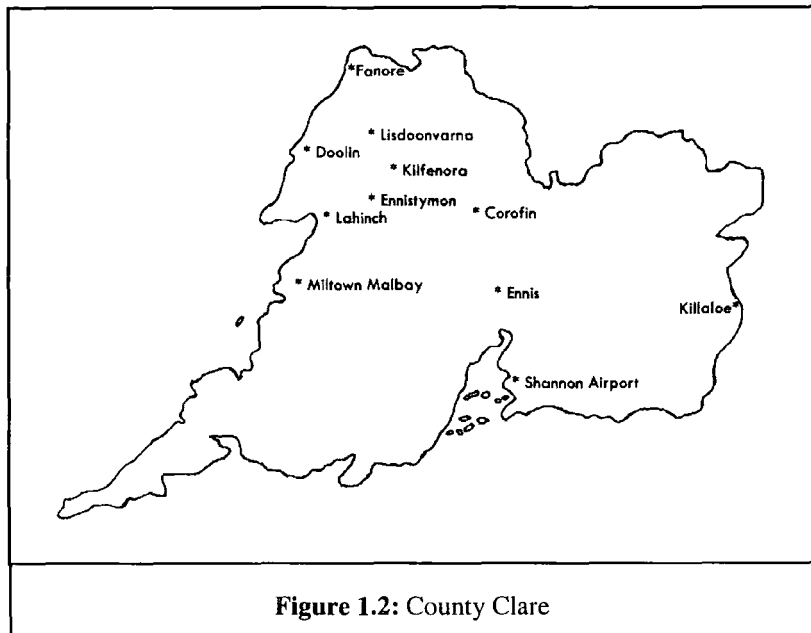 *Fanore
* Lisdoonvarna
* Doolin
* Kilfenora
* Ennistymon
* Corofin
* Lahinch
* Miltown Malbay
* Ennis
Killaloe*
* Shannon Airport
Figure 1.2: County Clare